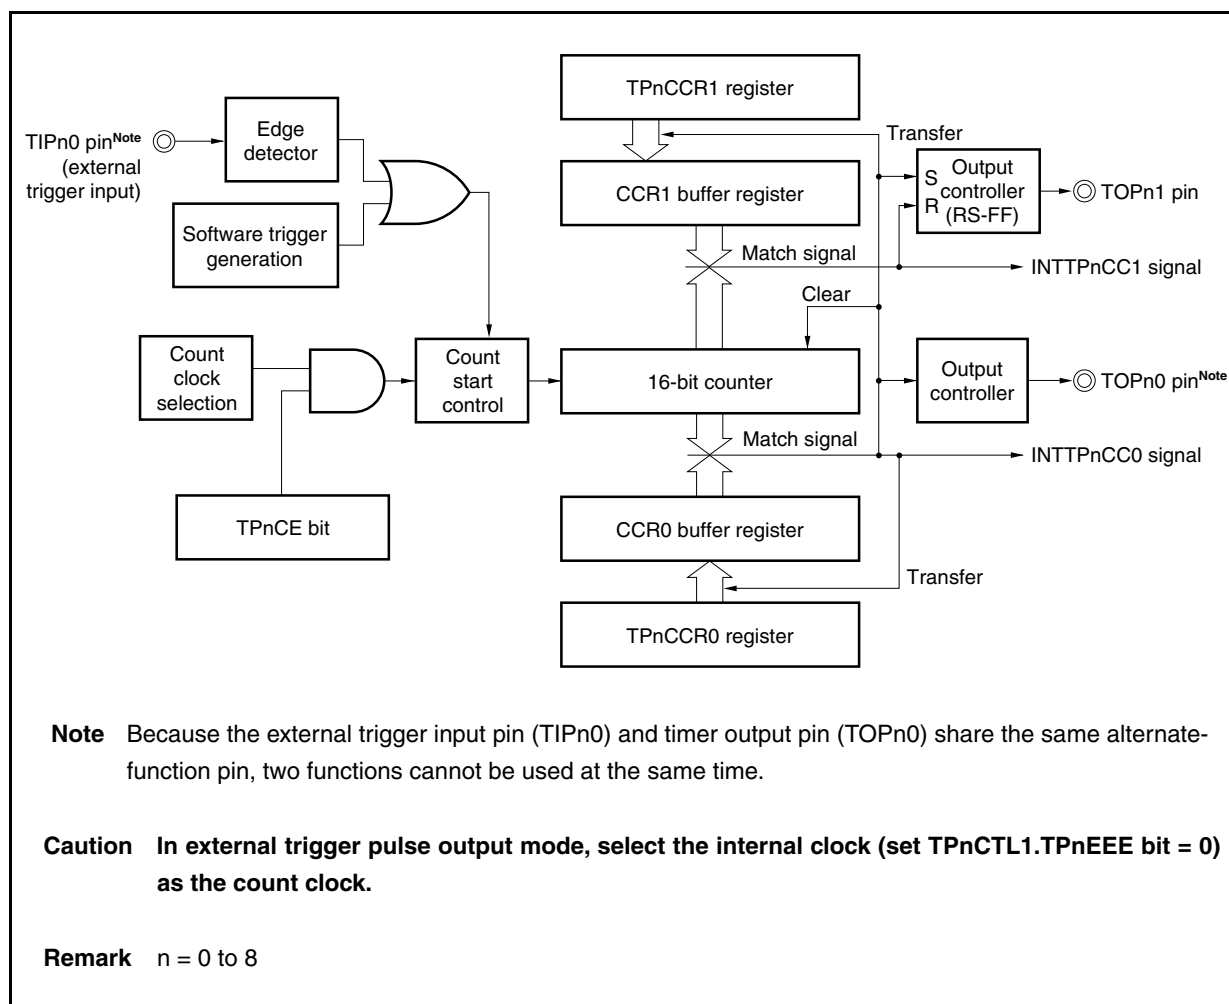 TPnCCR1 register
TIPn0 pinNote
(external
trigger input)
Edge
detector
Transfer
CCR1 buffer register
S
R
Output
controller
(RS-FF)
TOPn1 pin
Software trigger
generation
Match signal
INTTPnCC1 signal
Clear
Count
clock
selection
Count
start
control
16-bit counter
Output
controller
TOPn0 pinNote
Match signal
INTTPnCC0 signal
TPnCE bit
CCR0 buffer register
Transfer
TPnCCR0 register
Note Because the external trigger input pin (TIPn0) and timer output pin (TOPn0) share the same alternate-
function pin, two functions cannot be used at the same time.
Caution In external trigger pulse output mode, select the internal clock (set TPnCTL1.TPnEEE bit = 0)
as the count clock.
Remark n = 0 to 8